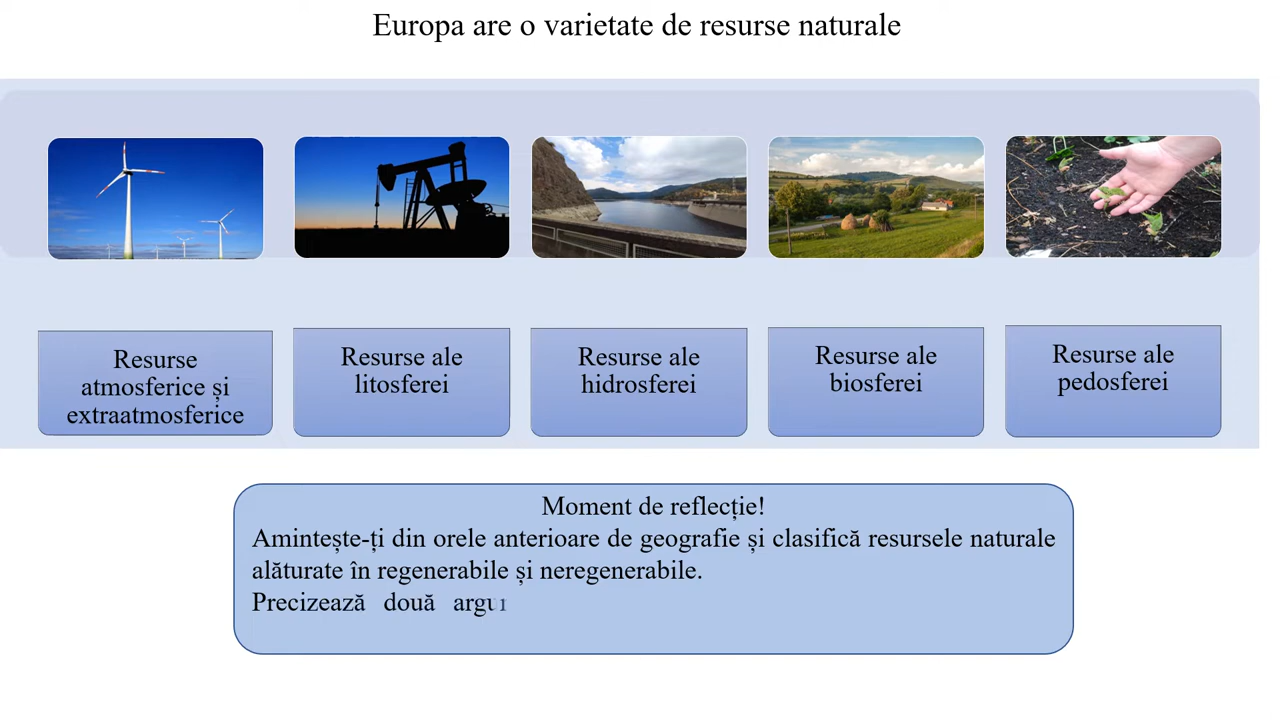 Europa are o varietate de resurse naturale
Resurse
atmosferice și
extraatmosferice
Resurse ale
litosferei
Resurse ale
hidrosferei
Resurse ale
biosferei
Resurse ale
pedosferei
Moment de reflecție!
Amintește-ți din orele anterioare de geografie și clasifică resursele naturale
alăturate în regenerabile și neregenerabile.
Precizează două